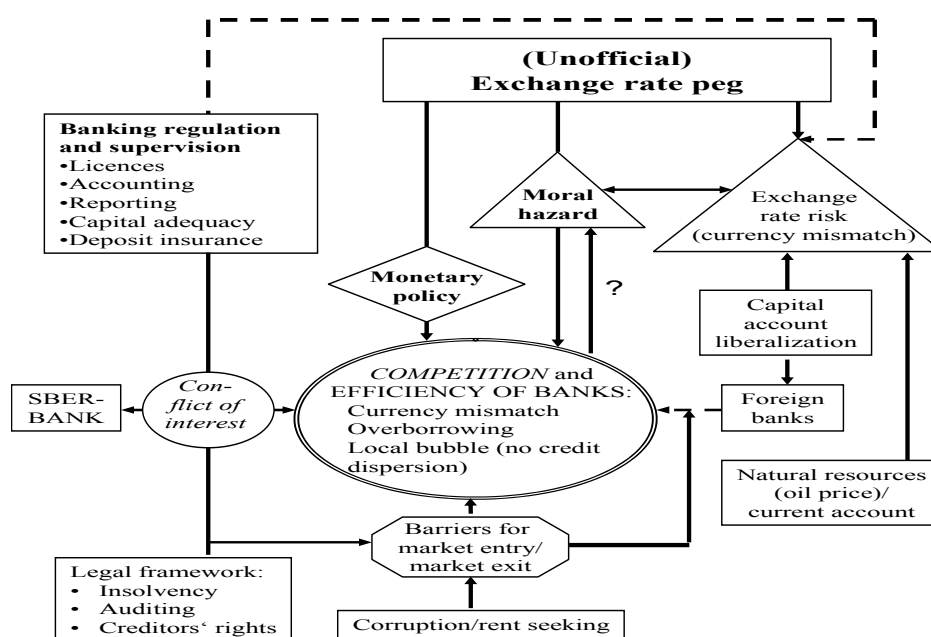 (Unofficial)
Exchange rate peg
Banking regulation
and supervision
•Licences
•Accounting
•Reporting
•Capital adequacy
•Deposit insurance
Moral
hazard
Exchange
rate risk
(currency mismatch)
Monetary
policy
?
Capital
account
liberalization
SBER-
BANK
Con-
flict of
interest
COMPETITION and
EFFICIENCY OF BANKS:
Currency mismatch
Overborrowing
Local bubble (no credit
dispersion)
Foreign
banks
Natural resources
(oil price)/
current account
Barriers for
market entry/
market exit
Legal framework:
• Insolvency
• Auditing
• Creditors‘ rights
Corruption/rent seeking